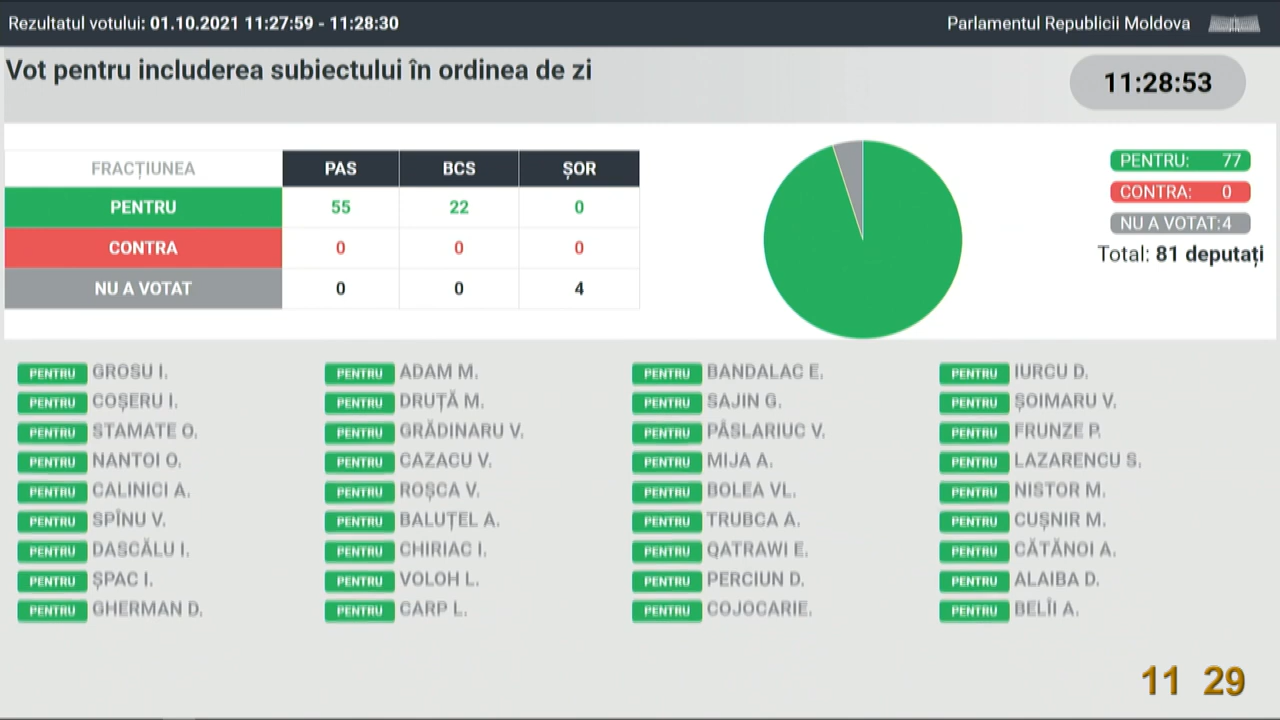 Rezultatul votului: 01.10.2021 11:27:59 - 11:28:30
Parlamentul Republicii Moldova
Vot pentru includerea subiectului în ordinea de zi
11:28:53
FRACȚIUNEA PAS BCS ȘOR
PENTRU 55 22 0
CONTRA 0 0 0
NU A VOTAT 0 0 4
PENTRU: 77
CONTRA: 0
NU A VOTAT:4
Total: 81 deputați
PENTRU GROSU I.
PENTRU COȘERU I.
PENTRU STAMATE O.
PENTRU NANTOI O.
PENTRU CALINICI A.
PENTRU SPÎNU V.
PENTRU DASCĂLU I.
PENTRU ȘPAC I.
PENTRU GHERMAN D.
PENTRU ADAM M.
PENTRU DRUȚĂ M.
PENTRU GRĂDINARU V.
PENTRU CAZACU V.
PENTRU ROȘCA V.
PENTRU BALUȚEL A.
PENTRU CHIRIAC I.
PENTRU VOLOH L.
PENTRU CARP L.
PENTRU BANDALAC E.
PENTRU SAJIN G.
PENTRU PÂSLARIUC V.
PENTRU MIJA A.
PENTRU BOLEA VL.
PENTRU TRUBCA A.
PENTRU QATRAWI E.
PENTRU PERCIUN D.
PENTRU COJOCARIE.
PENTRU IURCU D.
PENTRU ȘOIMARU V.
PENTRU FRUNZE P.
PENTRU LAZARENCU S.
PENTRU NISTOR M.
PENTRU CUȘNIR M.
PENTRU CĂTĂNOI A.
PENTRU ALAIBA D.
PENTRU BELÎI A.
11 29